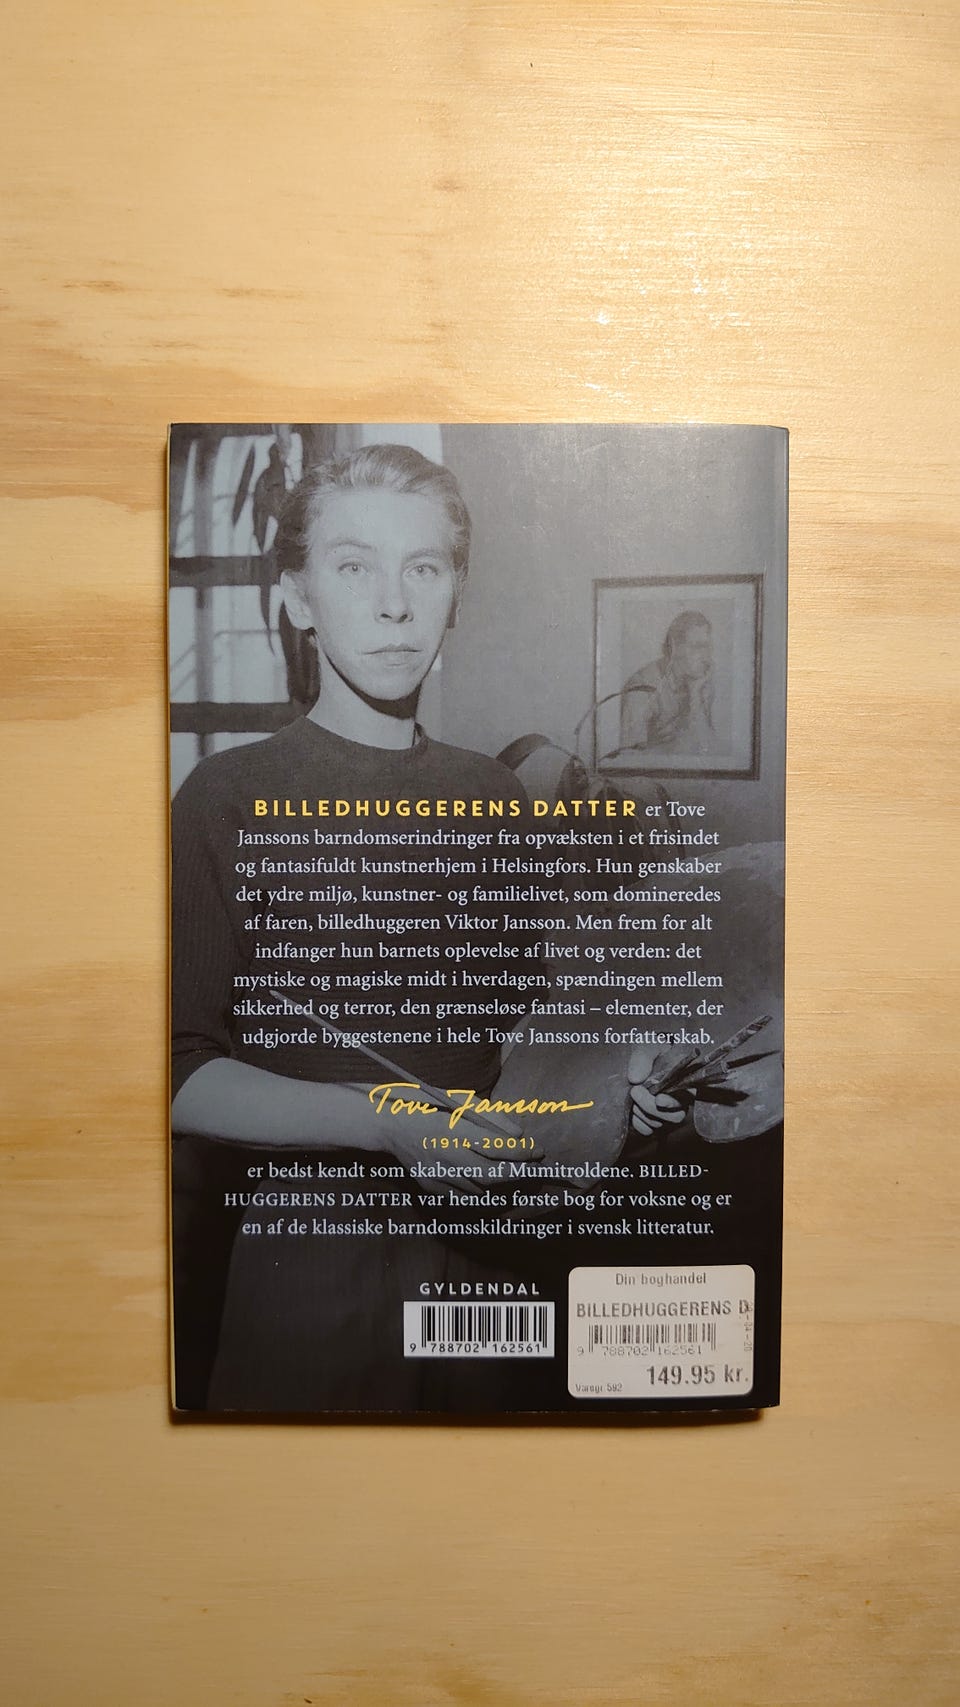 BILLEDHUGGERENS DATTER er Tove
Janssons barndomserindringer fra opvæksten i et frisindet
og fantasifuldt kunstnerhjem i Helsingfors. Hun genskaber
det ydre miljø, kunstner- og familielivet, som domineredes
af faren, billedhuggeren Viktor Jansson. Men frem for alt
indfanger hun barnets oplevelse af livet og verden: det
mystiske og magiske midt i hverdagen, spændingen mellem
sikkerhed og terror, den grænseløse fantasi – elementer, der
udgjorde byggestenene i hele Tove Janssons forfatterskab.
Tove Jansson
(1914-2001)
er bedst kendt som skaberen af Mumitroldene. BILLED-
HUGGERENS DATTER var hendes første bog for voksne og er
en af de klassiske barndomsskildringer i svensk litteratur.
GYLDENDAL
9 788702 162561
Din boghandel
BILLEDHUGGERENS D
9 788702 162561
149.95 kr.
Varegr. 592